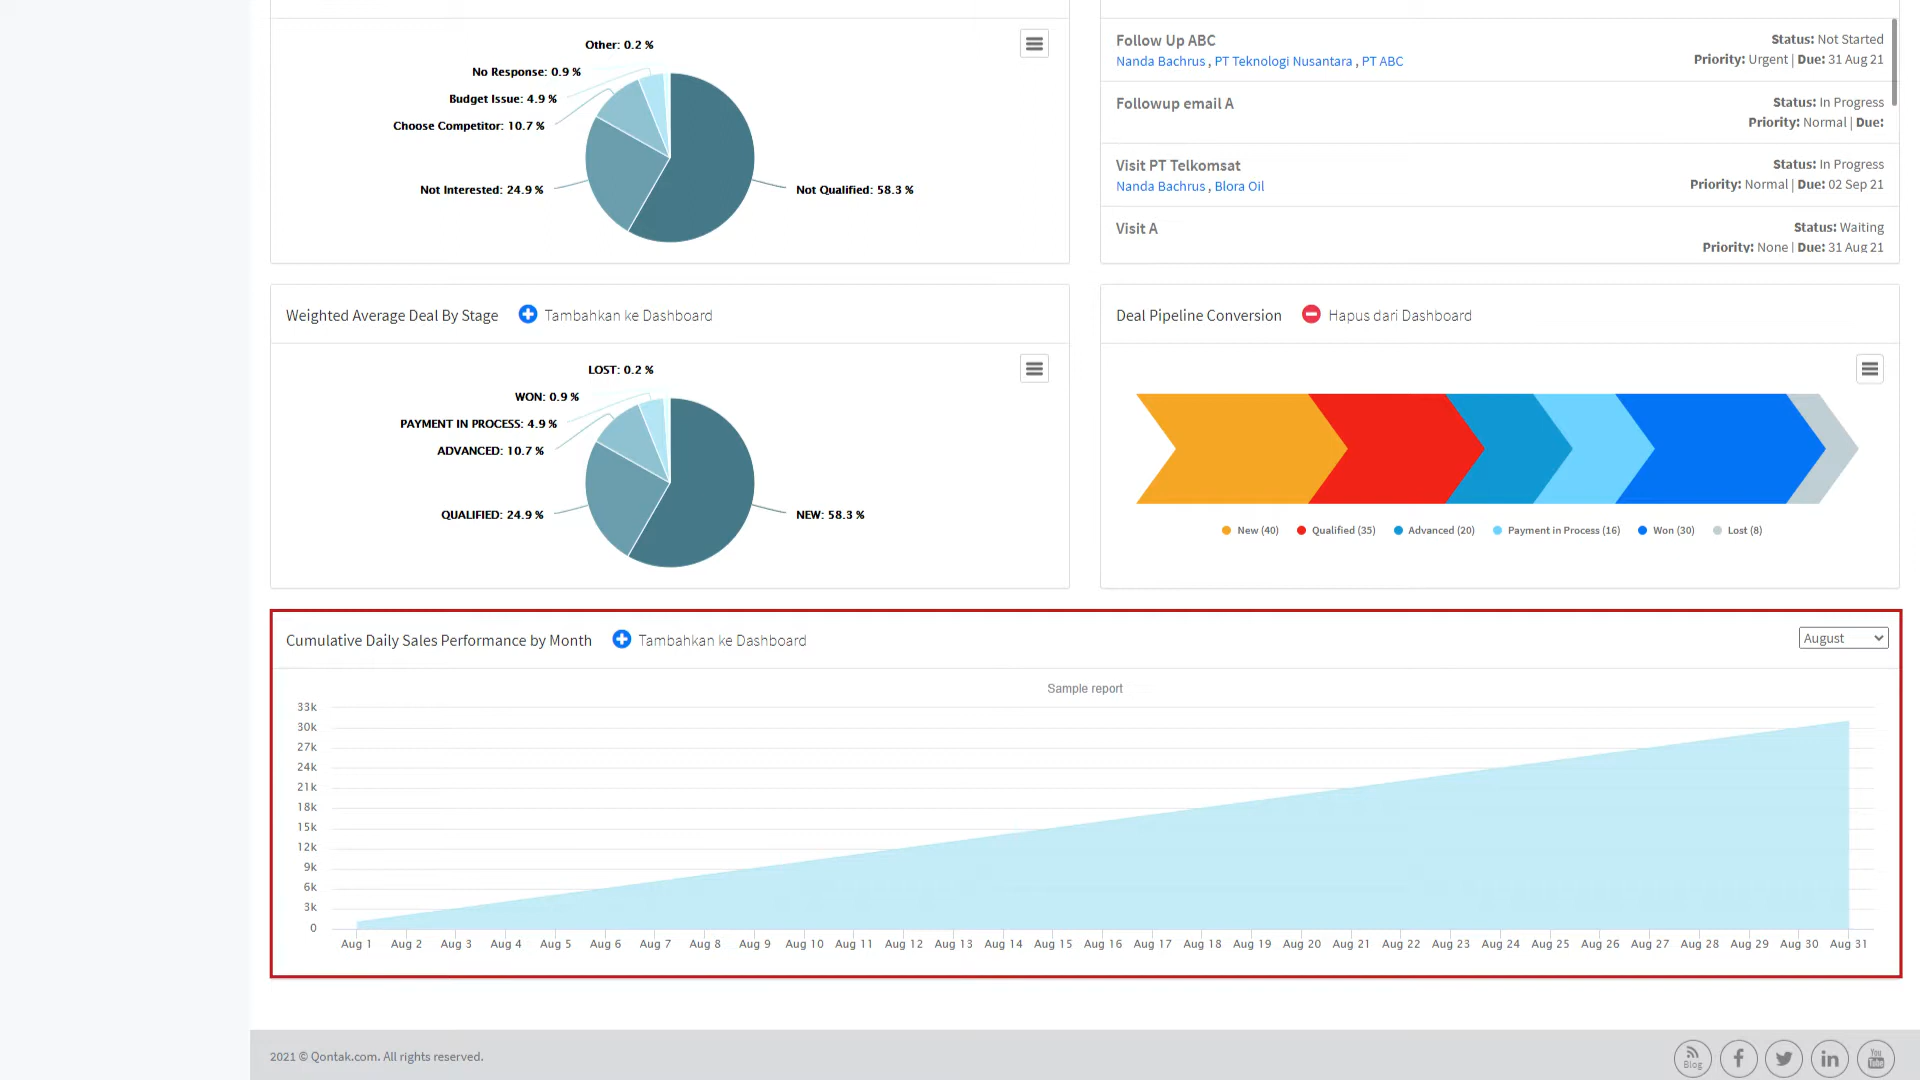 Other: 0.2 %
No Response: 0.9 %
Budget Issue: 4.9 %
Choose Competitor: 10.7 %
Not Interested: 24.9 %
Not Qualified: 58.3 %
Follow Up ABC
Status: Not Started
Nanda Bachrus , PT Teknologi Nusantara , PT ABC
Priority: Urgent | Due: 31 Aug 21
Followup email A
Status: In Progress
Priority: Normal | Due:
Visit PT Telkomsat
Status: In Progress
Nanda Bachrus , Blora Oil
Priority: Normal | Due: 02 Sep 21
Visit A
Status: Waiting
Priority: None | Due: 31 Aug 21
Weighted Average Deal By Stage Tambahkan ke Dashboard
LOST: 0.2 %
WON: 0.9 %
PAYMENT IN PROCESS: 4.9 %
ADVANCED: 10.7 %
QUALIFIED: 24.9 %
NEW: 58.3 %
Deal Pipeline Conversion Hapus dari Dashboard
New (40) Qualified (35) Advanced (20) Payment in Process (16) Won (30) Lost (8)
Cumulative Daily Sales Performance by Month Tambahkan ke Dashboard
August
Sample report
33k
30k
27k
24k
21k
18k
15k
12k
9k
6k
3k
0
Aug 1 Aug 2 Aug 3 Aug 4 Aug 5 Aug 6 Aug 7 Aug 8 Aug 9 Aug 10 Aug 11 Aug 12 Aug 13 Aug 14 Aug 15 Aug 16 Aug 17 Aug 18 Aug 19 Aug 20 Aug 21 Aug 22 Aug 23 Aug 24 Aug 25 Aug 26 Aug 27 Aug 28 Aug 29 Aug 30 Aug 31
2021 © Qontak.com. All rights reserved.
Blog
You Tube